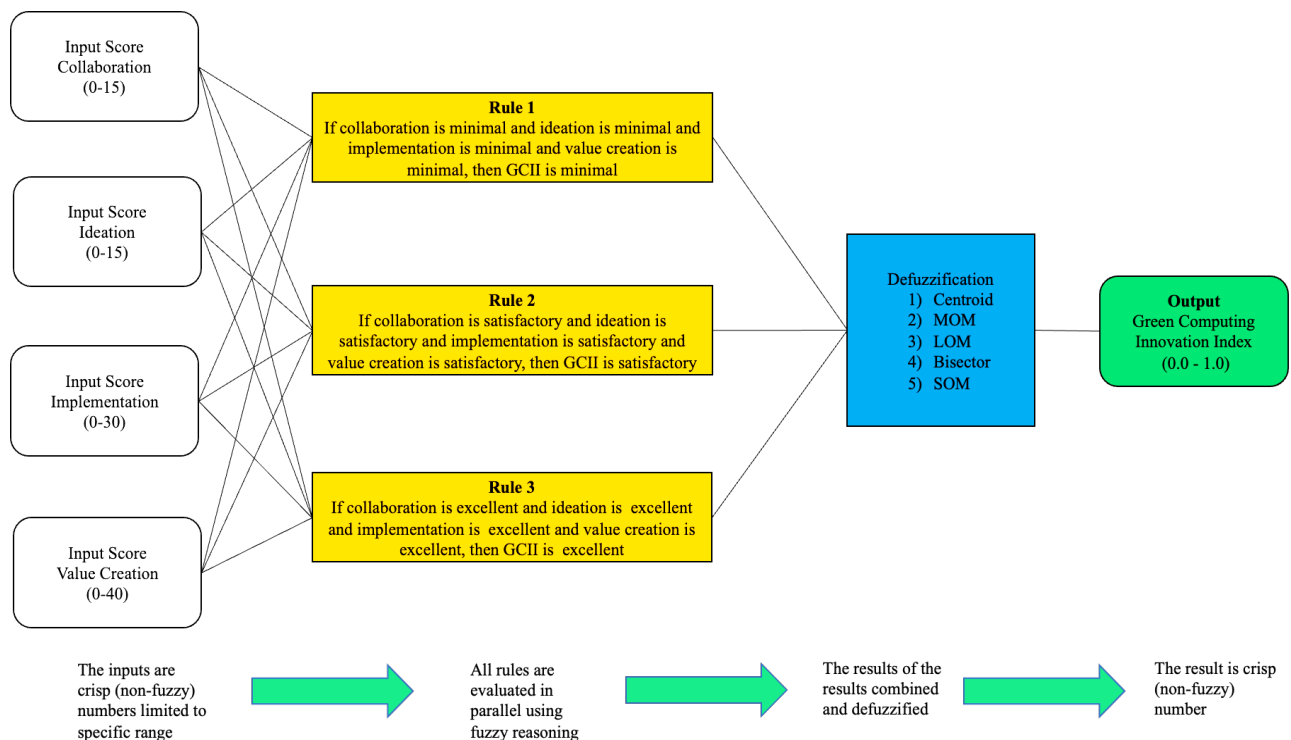 Input Score
Collaboration
(0-15)
Input Score
Ideation
(0-15)
Input Score
Implementation
(0-30)
Input Score
Value Creation
(0-40)
Rule 1
If collaboration is minimal and ideation is minimal and
implementation is minimal and value creation is
minimal, then GCII is minimal
Rule 2
If collaboration is satisfactory and ideation is
satisfactory and implementation is satisfactory and
value creation is satisfactory, then GCII is satisfactory
Rule 3
If collaboration is excellent and ideation is excellent
and implementation is excellent and value creation is
excellent, then GCII is excellent
Defuzzification
1) Centroid
2) MOM
3) LOM
4) Bisector
5) SOM
Output
Green Computing
Innovation Index
(0.0 - 1.0)
The inputs are
crisp (non-fuzzy)
numbers limited to
specific range
All rules are
evaluated in
parallel using
fuzzy reasoning
The results of the
results combined
and defuzzified
The result is crisp
(non-fuzzy)
number